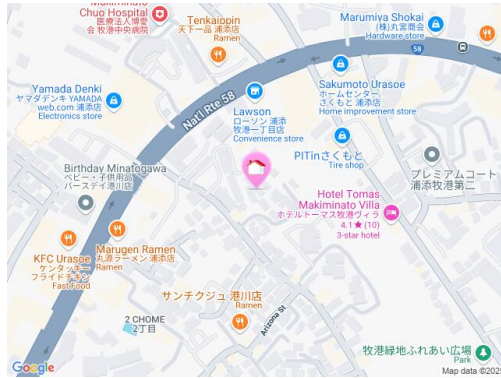 Makiminato
Chuo Hospital
医療法人博愛
会 牧港中央病院
Tenkaippin
天下一品 浦添店
Ramen
Marumiya Shokai
(株)丸宮商会
Hardware store
58
Yamada Denki
ヤマダデンキ YAMADA
web.com 浦添店
Electronics store
Nat'l Rte 58
Lawson
ローソン 浦添
牧港一丁目店
Convenience store
Sakumoto Urasoe
ホームセンター
さくもと 浦添店
Home improvement store
PITinさくもと
Tire shop
プレミアムコート
浦添牧港第二
Birthday Minatogawa
ベビー・子供用品
バースデイ港川店
Hotel Tomas
Makiminato Villa
ホテルトーマス牧港ヴィラ
4.1★(10)
3-star hotel
KFC Urasoe
ケンタッキー
フライドチキン
Fast Food
Marugen Ramen
丸源ラーメン 浦添店
Ramen
サンチクジュ 港川店
Ramen
Arizona St
2 CHOME
2丁目
牧港緑地ふれあい広場
Park
Google
Map data ©2025